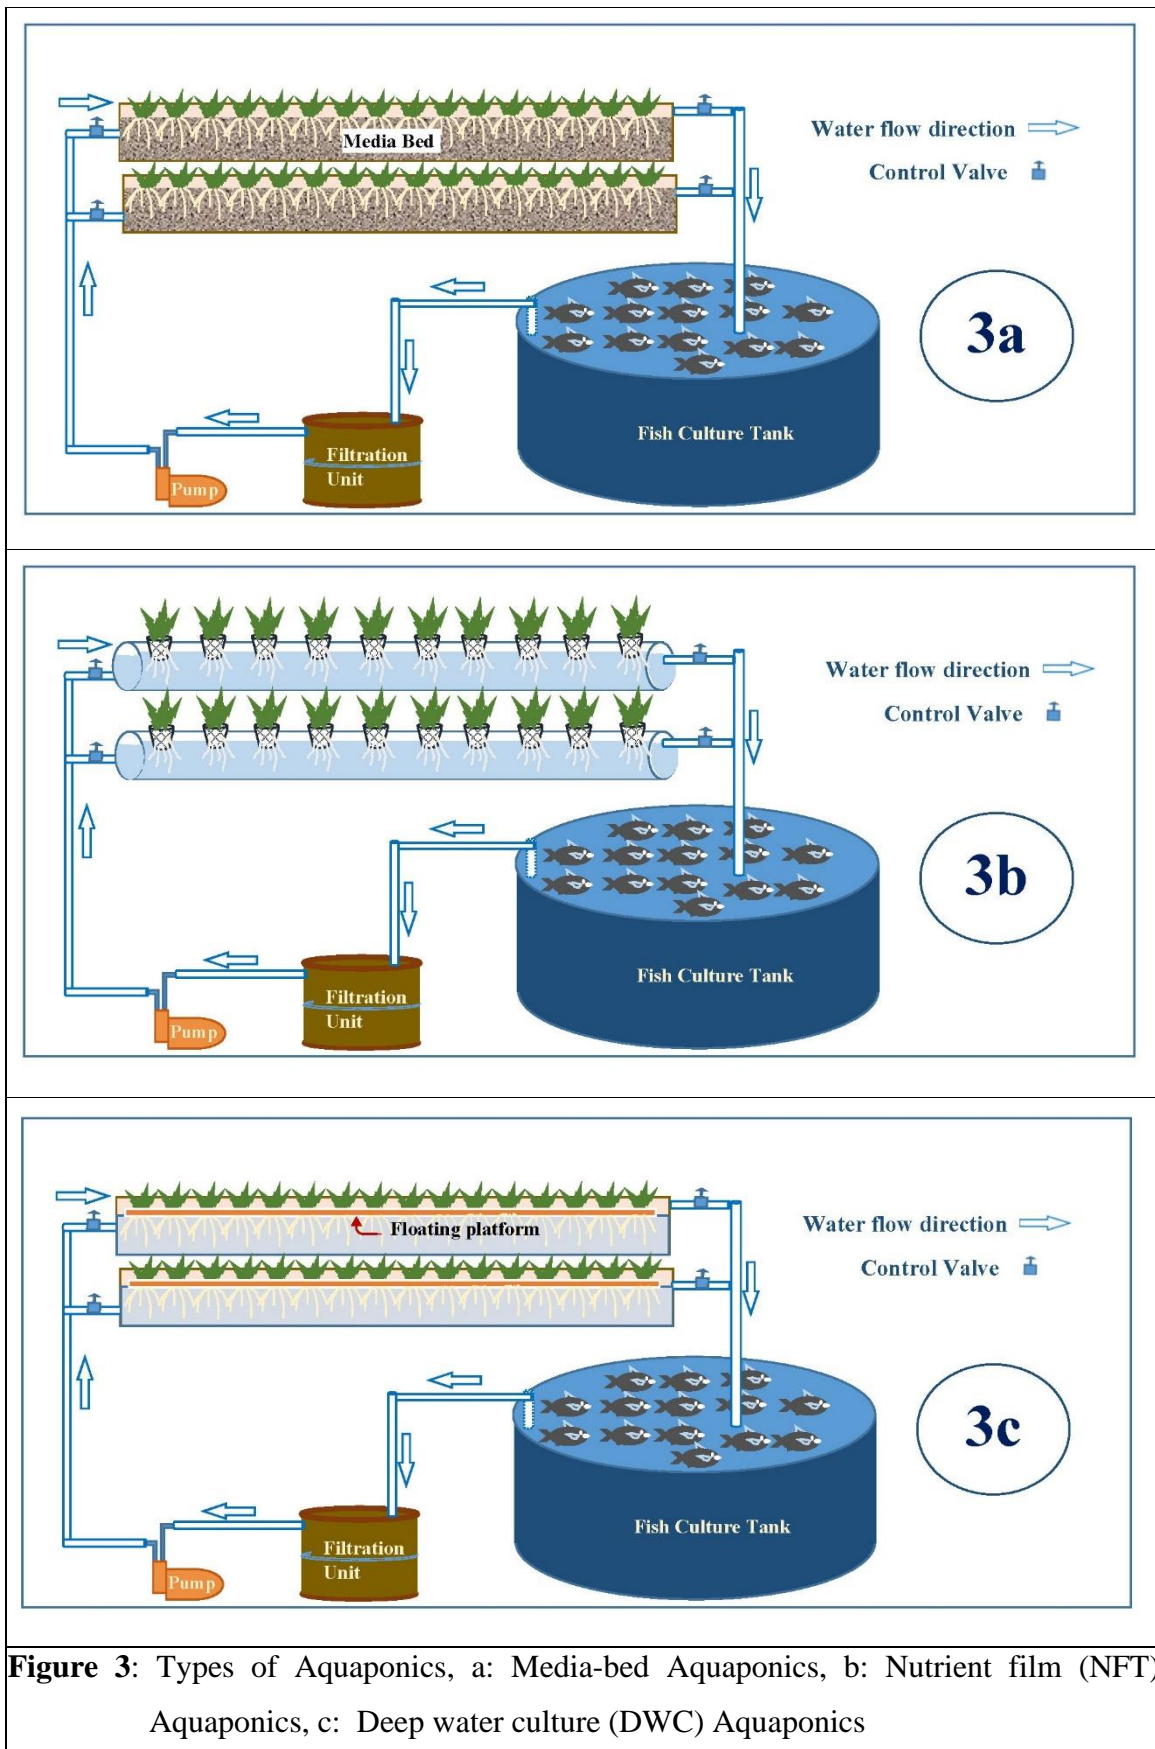 Media Bed
Water flow direction
Control Valve
3a
Fish Culture Tank
Filtration
Unit
Pump
Water flow direction
Control Valve
3b
Fish Culture Tank
Filtration
Unit
Pump
Floating platform
Water flow direction
Control Valve
3c
Fish Culture Tank
Filtration
Unit
Pump
Figure 3: Types of Aquaponics, a: Media-bed Aquaponics, b: Nutrient film (NFT)
Aquaponics, c: Deep water culture (DWC) Aquaponics